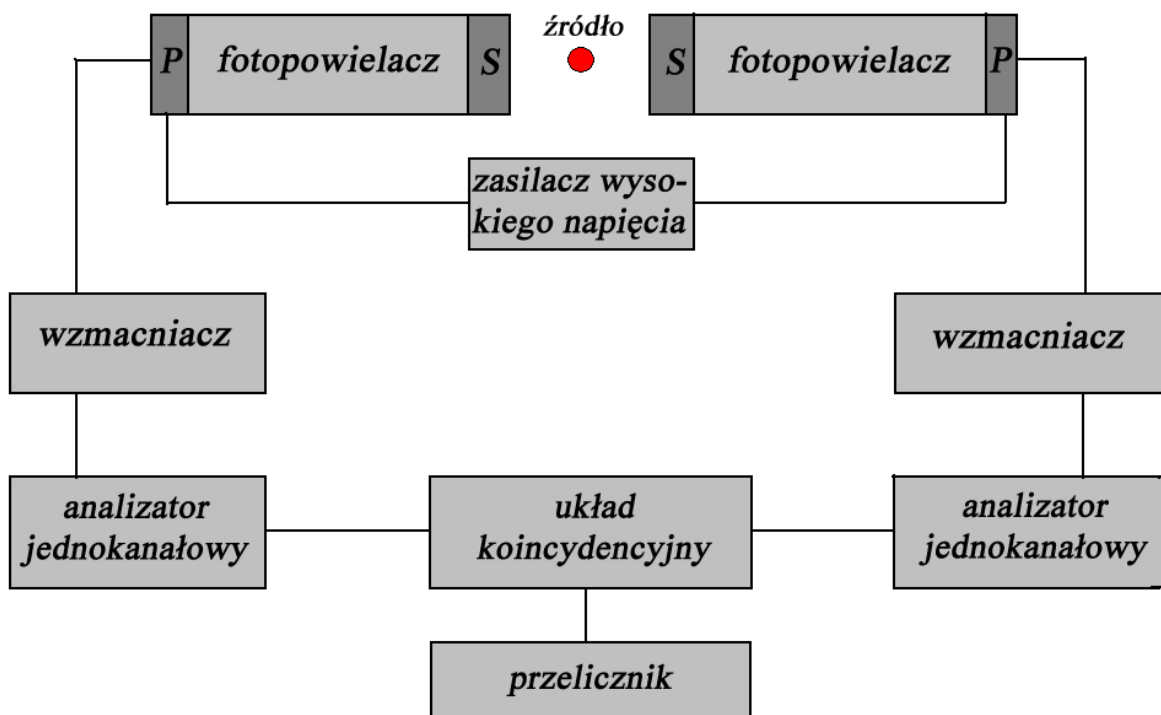 źródło
P fotopowielacz S
S fotopowielacz P
zasilacz wyso-
kiego napięcia
wzmacniacz
wzmacniacz
analizator
jednokanałowy
układ
koincydencyjny
analizator
jednokanałowy
przelicznik